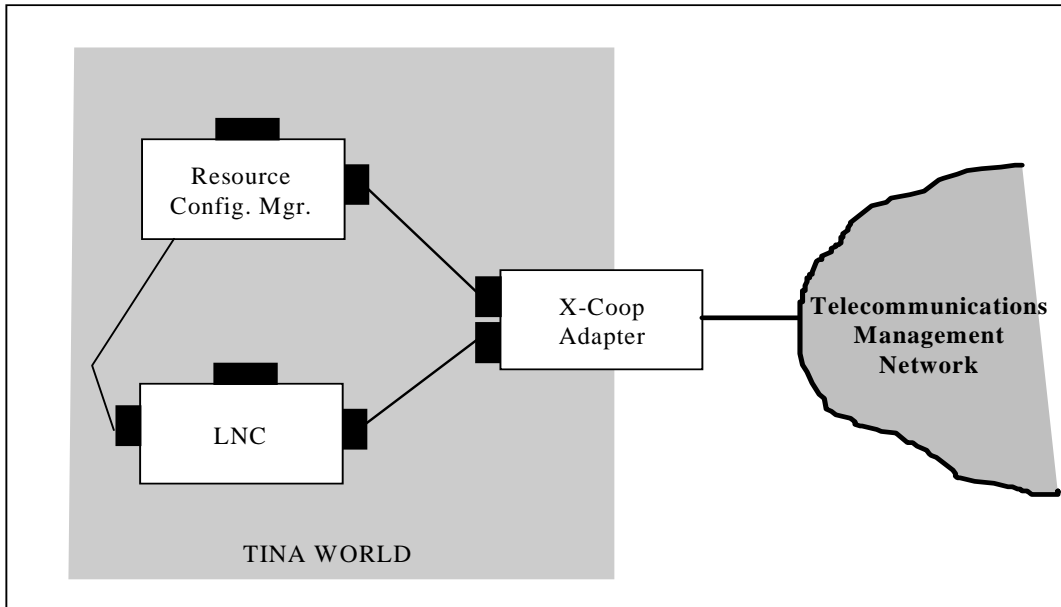 Resource
Config. Mgr.
X-Coop
Adapter
Telecommunications
Management
Network
LNC
TINA WORLD